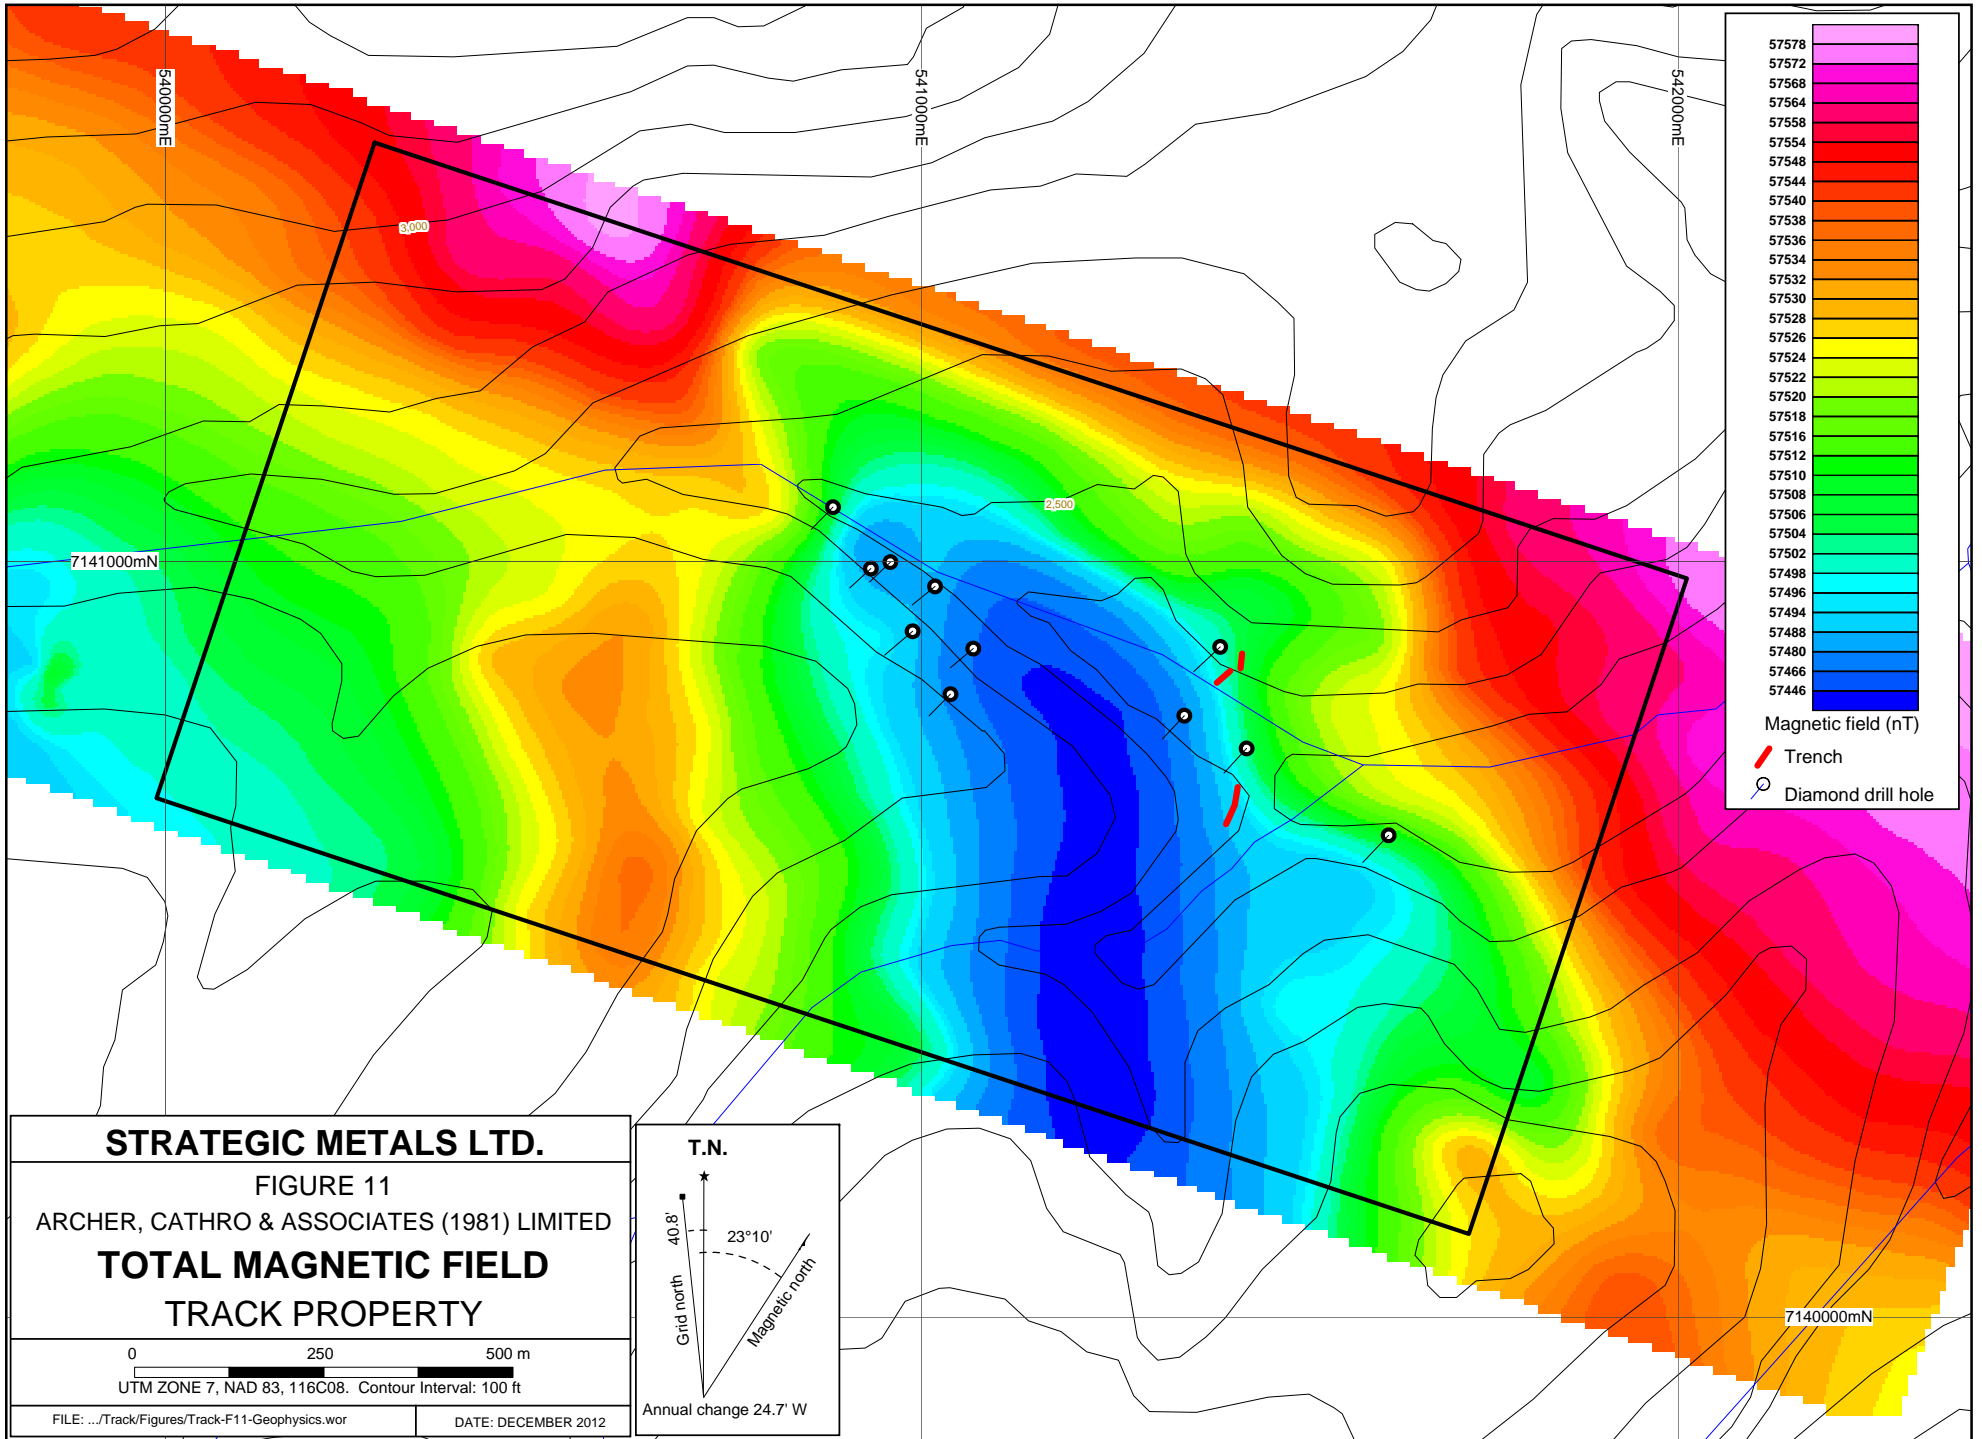 540000mE
541000mE
542000mE
3,000
2,500
7141000mN
7140000mN
57578
57572
57568
57564
57558
57554
57548
57544
57540
57538
57536
57534
57532
57530
57528
57526
57524
57522
57520
57518
57516
57512
57510
57508
57506
57504
57502
57498
57496
57494
57488
57480
57466
57446
Magnetic field (nT)
Trench
Diamond drill hole
STRATEGIC METALS LTD.
FIGURE 11
ARCHER, CATHRO & ASSOCIATES (1981) LIMITED
TOTAL MAGNETIC FIELD
TRACK PROPERTY
0 250 500 m
UTM ZONE 7, NAD 83, 116C08. Contour Interval: 100 ft
FILE: .../Track/Figures/Track-F11-Geophysics.wor
DATE: DECEMBER 2012
T.N.
40.8'
23°10'
Grid north
Magnetic north
Annual change 24.7' W